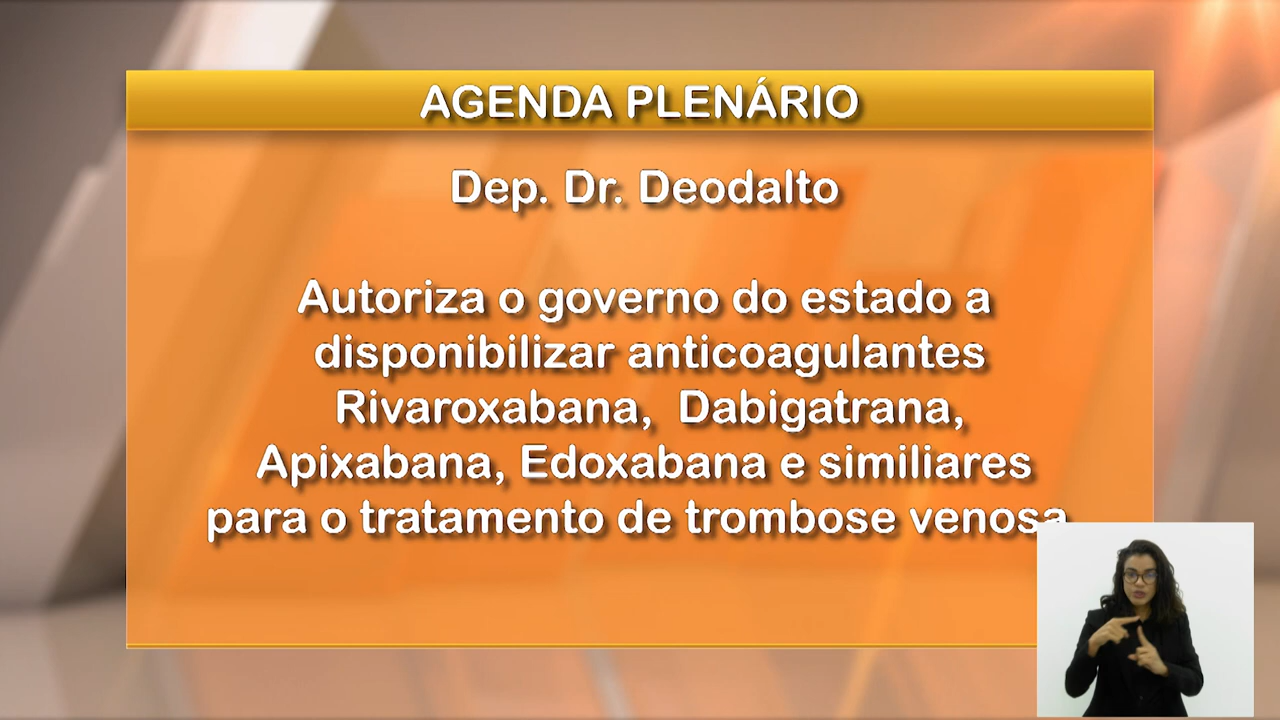 AGENDA PLENÁRIO
Dep. Dr. Deodalto
Autoriza o governo do estado a
disponibilizar anticoagulantes
Rivaroxabana, Dabigatrana,
Apixabana, Edoxabana e similiares
para o tratamento de trombose venosa